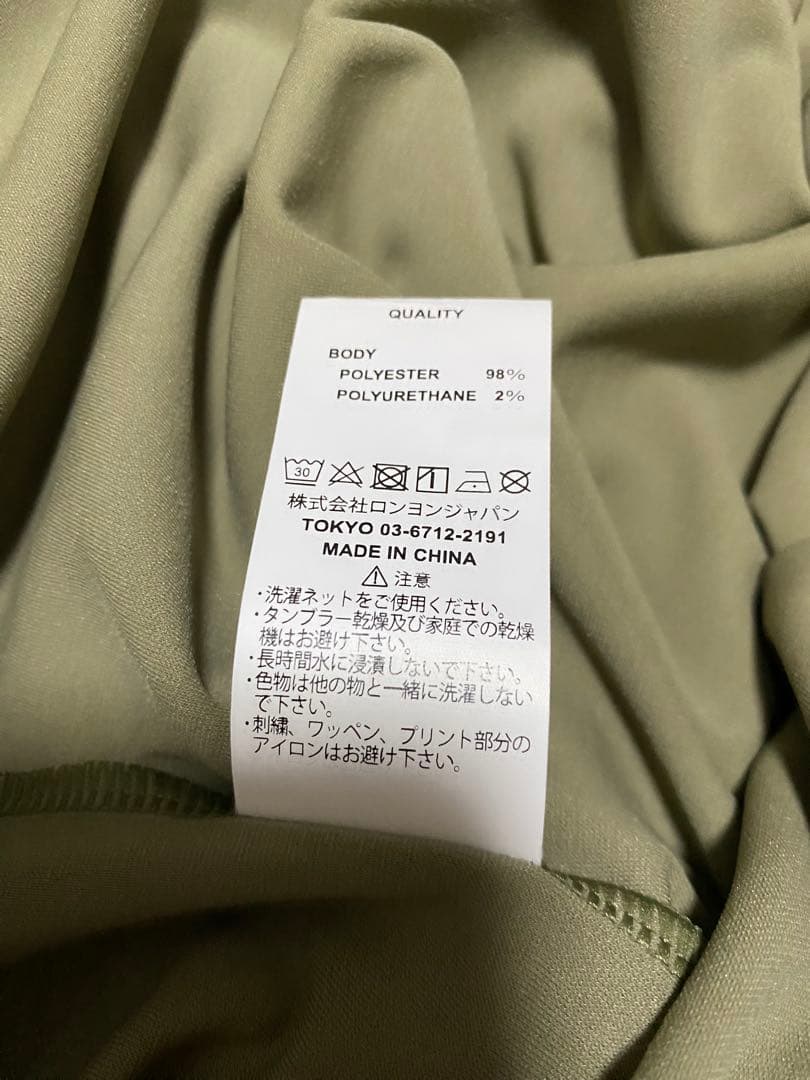 QUALITY
BODY
POLYESTER 98%
POLYURETHANE 2%
30
株式会社ロンヨンジャパン
TOKYO 03-6712-2191
MADE IN CHINA
注意
・洗濯ネットをご使用ください。
・タンブラー乾燥及び家庭での乾燥
機はお避け下さい。
・長時間水に浸漬しないで下さい。
・色物は他の物と一緒に洗濯しない
で下さい。
・刺繍、ワッペン、プリント部分の
アイロンはお避け下さい。